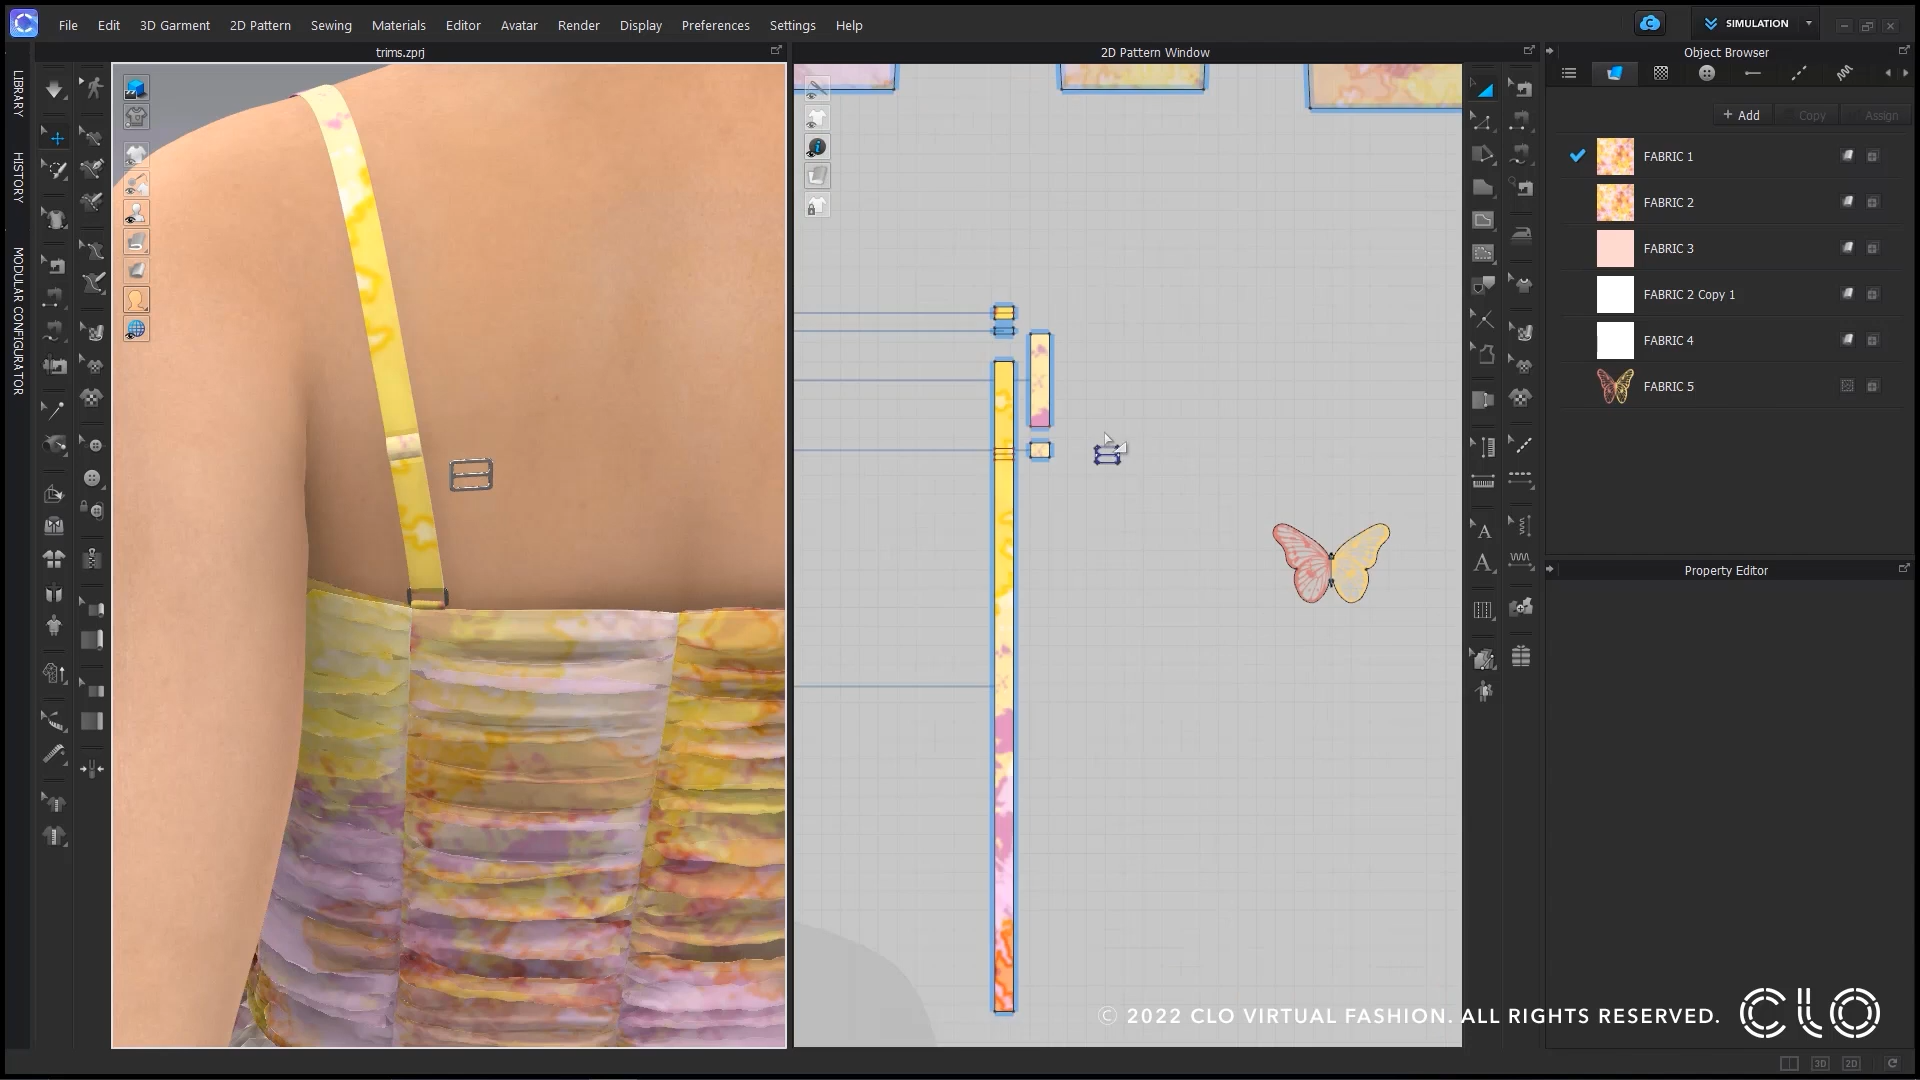 File Edit 3D Garment 2D Pattern Sewing Materials Editor Avatar Render Display Preferences Settings Help
SIMULATION
trims.zprj
2D Pattern Window
Object Browser
LIBRARY
HISTORY
MODULAR CONFIGURATOR
+ Add Copy Assign
FABRIC 1
FABRIC 2
FABRIC 3
FABRIC 2 Copy 1
FABRIC 4
FABRIC 5
Property Editor
A
A
© 2022 CLO VIRTUAL FASHION. ALL RIGHTS RESERVED.
CLO
3D 2D